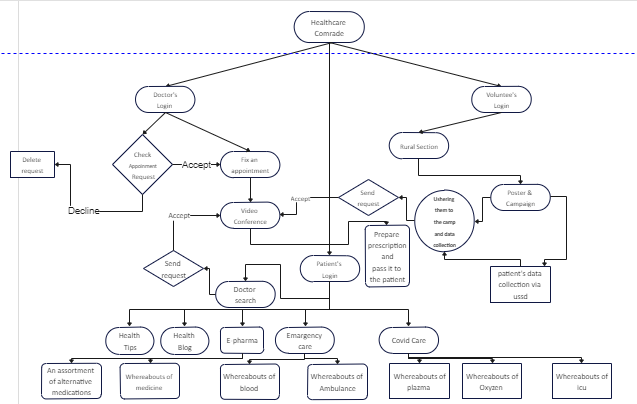 Healthcare
Comrade
Doctor's
Login
Voluntee's
Login
Delete
request
Check
Appoinment
Request
Accept
Fix an
appointment
Rural Section
Decline
Accept
Video
Conference
Accept
Send
request
Ushering
them to
the camp
and data
collection
Poster &
Campaign
Send
request
Prepare
prescription
and
pass it to
the patient
Patient's
Login
patient's data
collection via
ussd
Doctor
search
Health
Tips
Health
Blog
E-pharma
Emargency
care
Covid Care
An assortment
of alternative
medications
Whereabouts of
medicine
Whereabouts of
blood
Whereabouts of
Ambulance
Whereabouts of
plasma
Whereabouts of
Oxyzen
Whereabouts of
icu